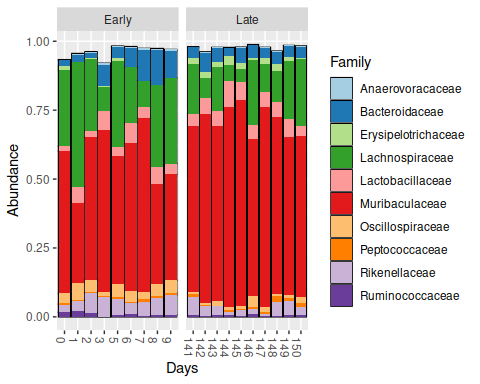 Early
Late
1.00
0.75
0.50
0.25
0.00
Abundance
0
1
2
3
5
6
7
8
9
141
142
143
144
145
146
147
148
149
150
Days
Family
Anaerovoracaceae
Bacteroidaceae
Erysipelotrichaceae
Lachnospiraceae
Lactobacillaceae
Muribaculaceae
Oscillospiraceae
Peptococcaceae
Rikenellaceae
Ruminococcaceae